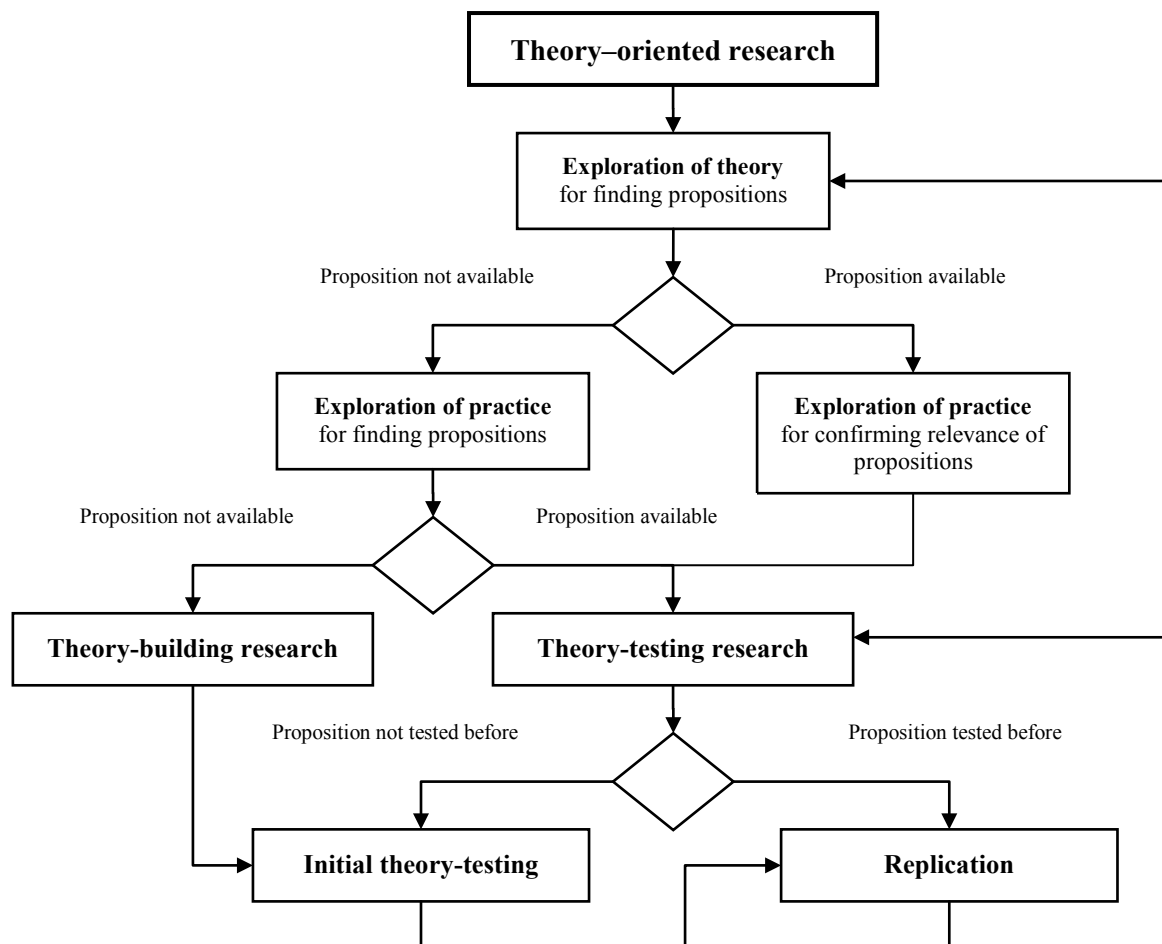 Theory–oriented research
Exploration of theory
for finding propositions
Proposition not available
Proposition available
Exploration of practice
for finding propositions
Exploration of practice
for confirming relevance of
propositions
Proposition not available
Proposition available
Theory-building research
Theory-testing research
Proposition not tested before
Proposition tested before
Initial theory-testing
Replication